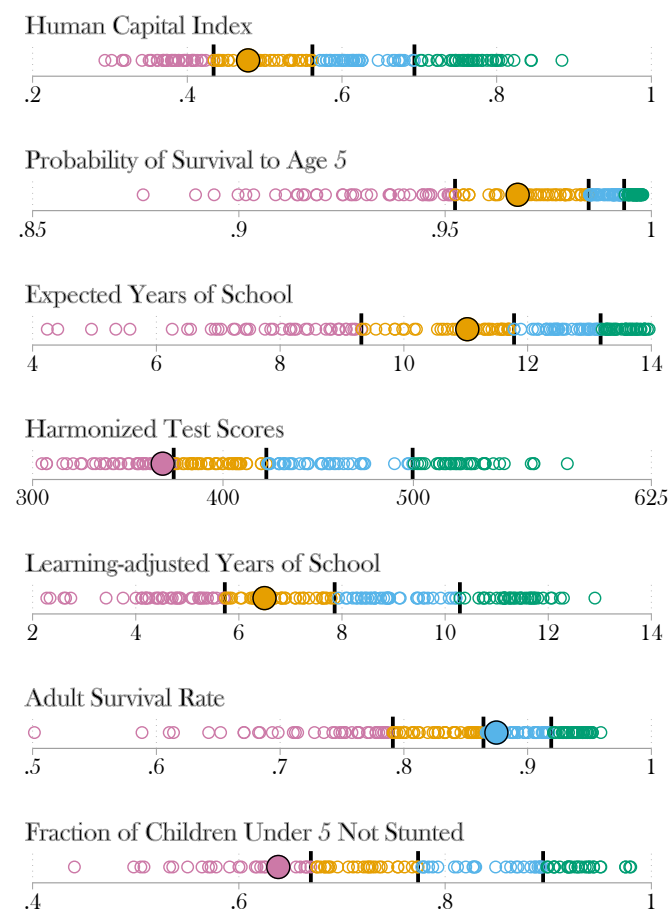 Human Capital Index
.2 .4 .6 .8 1
Probability of Survival to Age 5
.85 .9 .95 1
Expected Years of School
4 6 8 10 12 14
Harmonized Test Scores
300 400 500 625
Learning-adjusted Years of School
2 4 6 8 10 12 14
Adult Survival Rate
.5 .6 .7 .8 .9 1
Fraction of Children Under 5 Not Stunted
.4 .6 .8 1